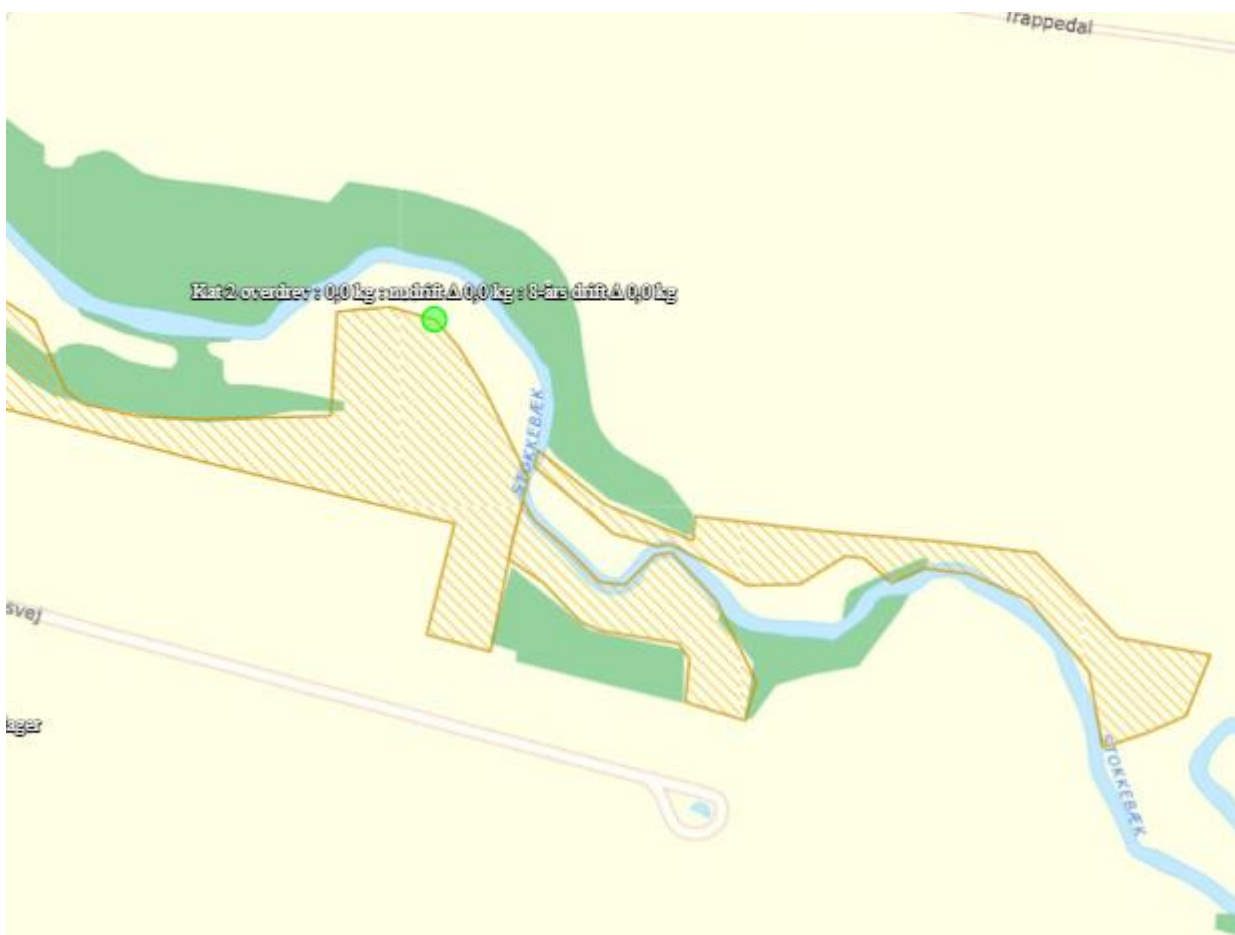 Trappedal
Kat 2 overdrev : 0,0 kg : nudrift Δ 0,0 kg : 8-års drift Δ 0,0 kg
STOKKEBÆK
svej
lager
STOKKEBÆK